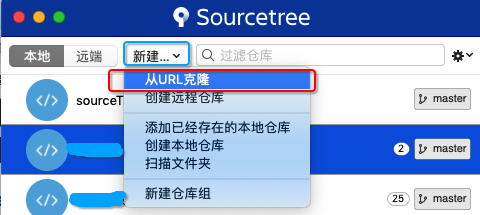 Sourcetree
本地 远端 新建... 过滤仓库
从URL克隆
创建远程仓库
添加已经存在的本地仓库
创建本地仓库
扫描文件夹
新建仓库组
sourceT
master
2 master
25 master